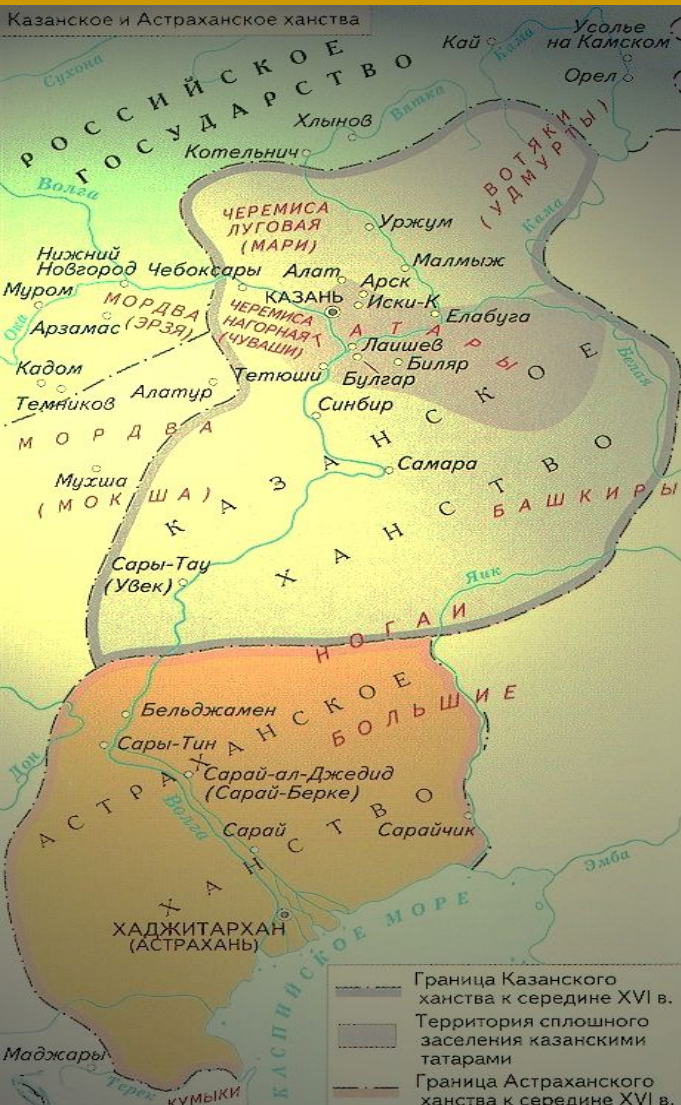 Казанское и Астраханское ханства
Сухона
РОССИЙСКОЕ
ГОСУДАРСТВО
Кай
Кама
Усолье
на Камском
Орел
Хлынов
Вятка
Котельнич
Волга
ВОТЯКИ
(УДМУРТЫ)
Кама
ЧЕРЕМИСА
ЛУГОВАЯ
(МАРИ)
Уржум
Малмыж
Нижний
Новгород
Чебоксары
Алат
Арск
Муром
МОРДВА
(ЭРЗЯ)
КАЗАНЬ
Иски-К
Ока
Арзамас
ЧЕРЕМИСА
НАГОРНАЯ
(ЧУВАШИ)
ТАТАРЫ
Елабуга
Лаишев
Кадом
Тетюши
Булгар
Биляр
Белая
Темников
Алатур
Синбир
МОРДВА
Самара
Мухша
(МОКША)
КАЗАНСКОЕ
ХАНСТВО
БАШКИРЫ
Сары-Тау
(Увек)
Яик
НОГАИ
БОЛЬШИЕ
Бельджамен
Сары-Тин
Дон
АСТРАХАНСКОЕ
ХАНСТВО
Сарай-ал-Джедид
(Сарай-Берке)
Волга
Сарай
Сарайчик
Эмба
ХАДЖИТАРХАН
(АСТРАХАНЬ)
КАСПИЙСКОЕ МОРЕ
Маджары
Терек
КУМЫКИ
Граница Казанского
ханства к середине XVI в.
Территория сплошного
заселения казанскими
татарами
Граница Астраханского
ханства к середине XVI в.